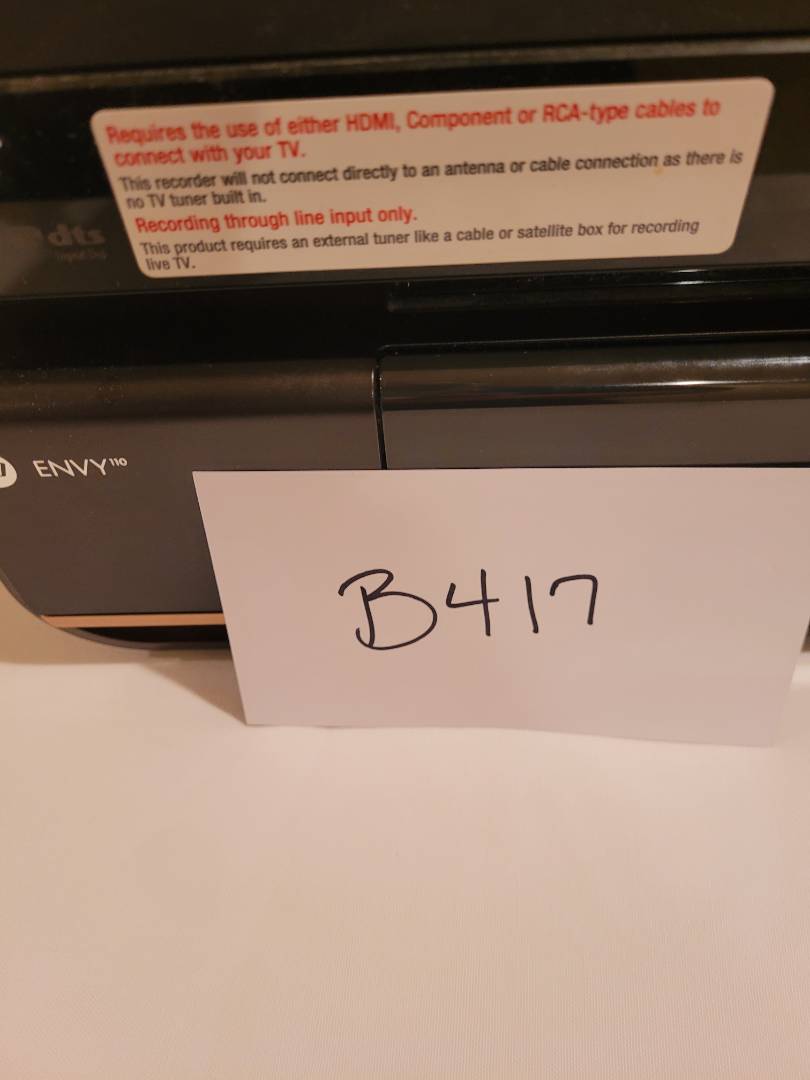 Requires the use of either HDMI, Component or RCA-type cables to
connect with your TV.
This recorder will not connect directly to an antenna or cable connection as there is
no TV tuner built in.
Recording through line input only.
This product requires an external tuner like a cable or satellite box for recording
live TV.
dts
ENVY110
B417